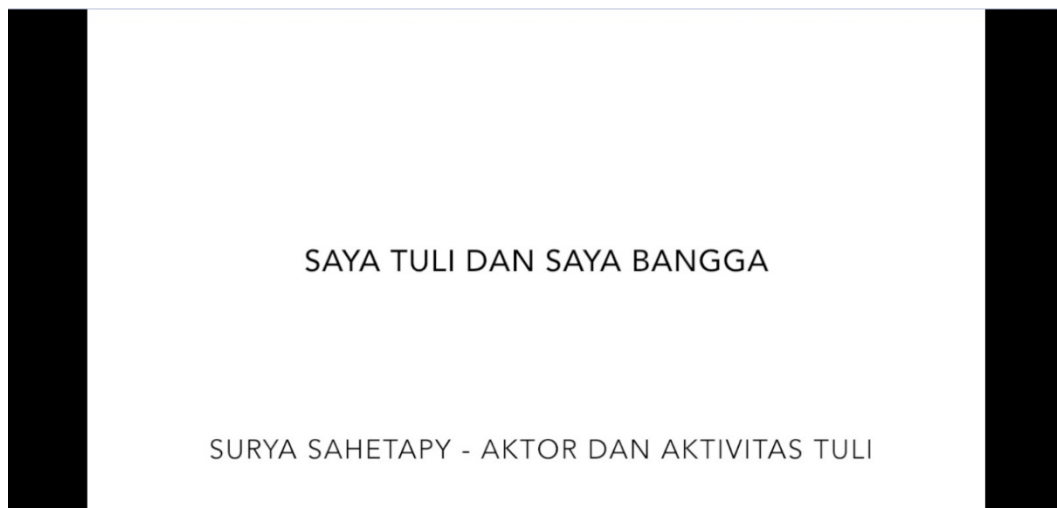 SAYA TULI DAN SAYA BANGGA
SURYA SAHETAPY - AKTOR DAN AKTIVITAS TULI